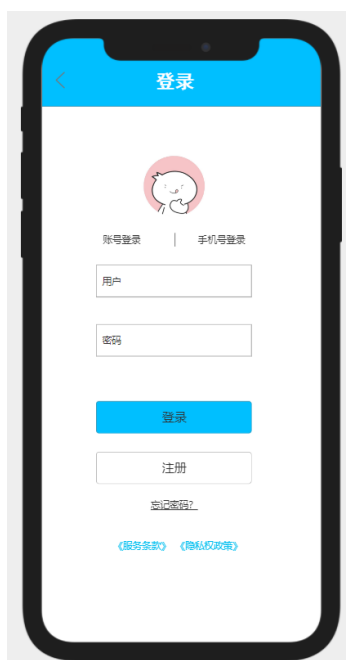 登录
账号登录 | 手机号登录
用户
密码
登录
注册
忘记密码?
《服务条款》 《隐私权政策》